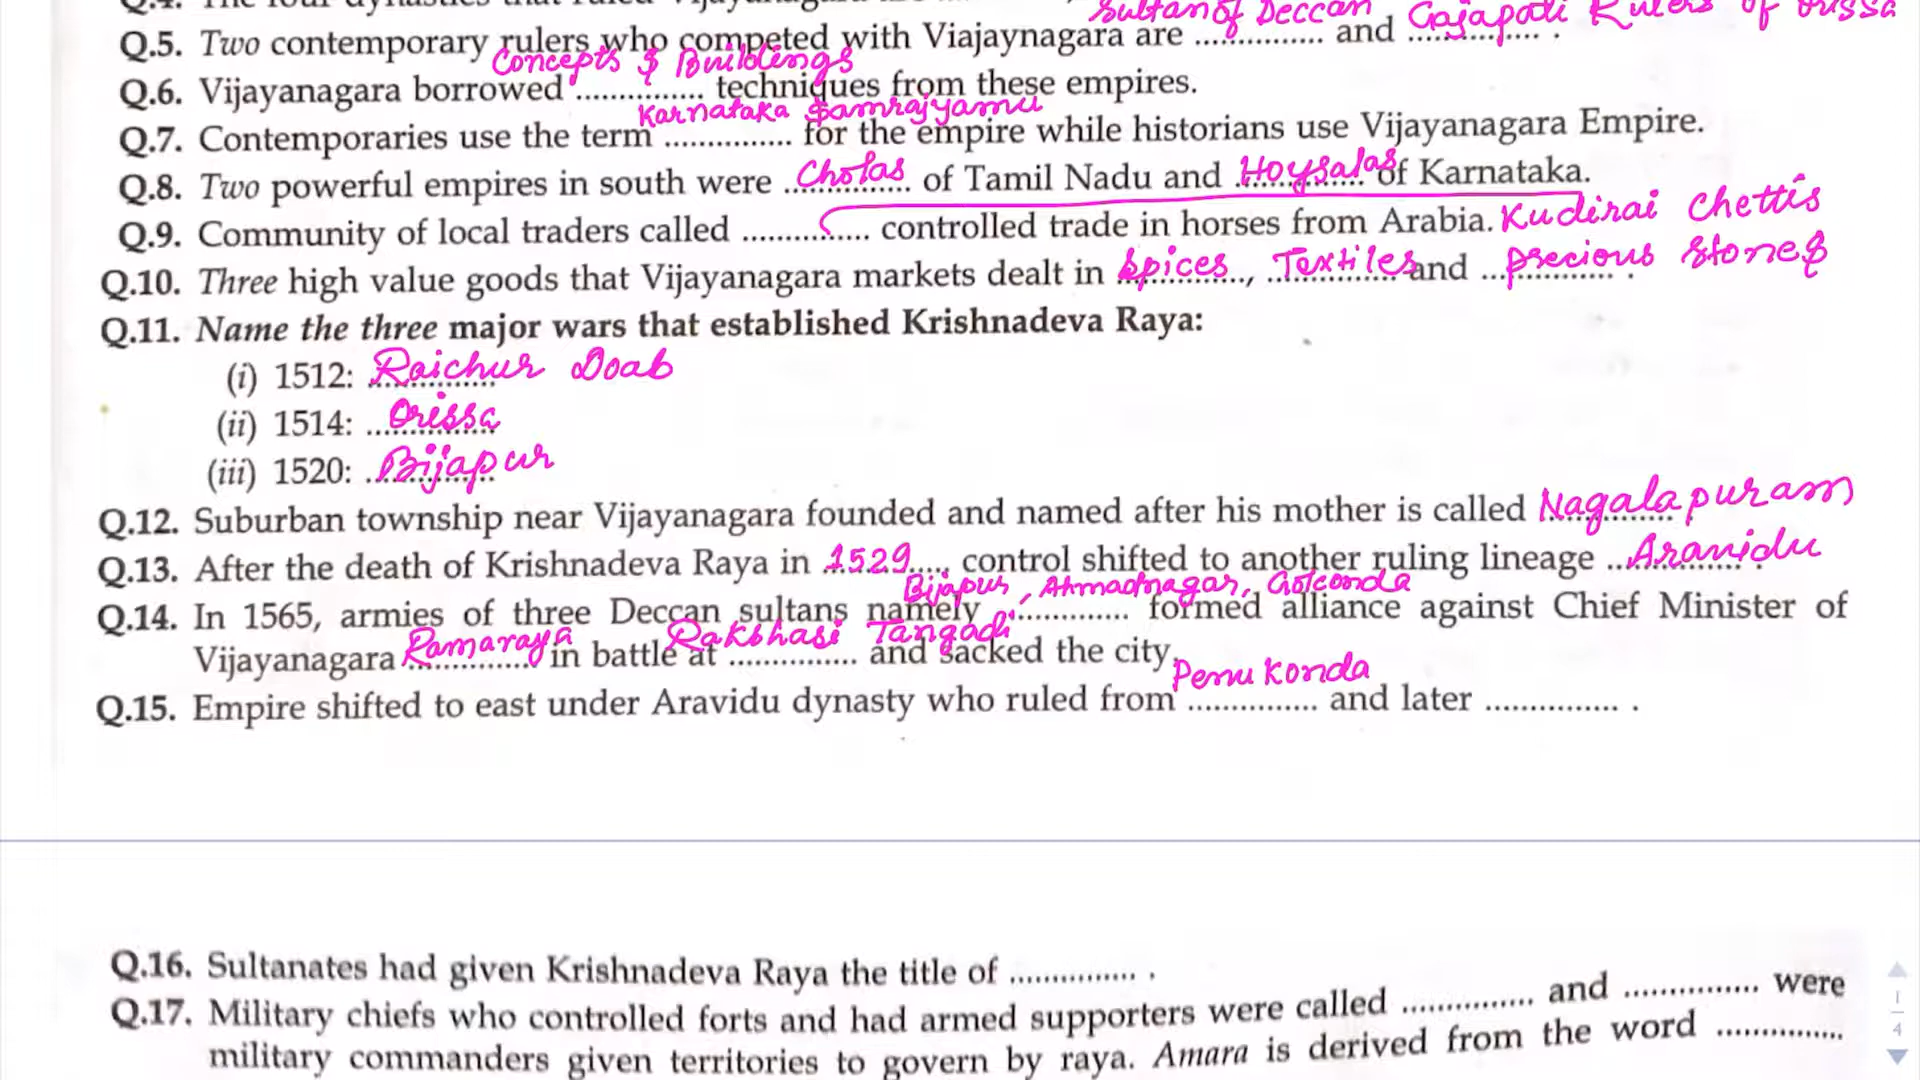 Sultan of Deccan Gajapati Rulers of Orissa
Q.5. Two contemporary rulers who competed with Viajaynagara are .............. and .............. .
Concepts & Buildings
Q.6. Vijayanagara borrowed .............. techniques from these empires.
Karnataka Samrajyamu
Q.7. Contemporaries use the term .............. for the empire while historians use Vijayanagara Empire.
Q.8. Two powerful empires in south were Cholas of Tamil Nadu and Hoysalas of Karnataka.
Q.9. Community of local traders called .............. controlled trade in horses from Arabia. Kudirai Chettis
Q.10. Three high value goods that Vijayanagara markets dealt in Spices, Textiles and precious stones .
Q.11. Name the three major wars that established Krishnadeva Raya:
(i) 1512: Raichur Doab
(ii) 1514: Orissa
(iii) 1520: Bijapur
Q.12. Suburban township near Vijayanagara founded and named after his mother is called Nagalapuram
Q.13. After the death of Krishnadeva Raya in 1529...., control shifted to another ruling lineage ..Aravidu
Bijapur, Ahmadnagar, Golconda
Q.14. In 1565, armies of three Deccan sultans namely .............. formed alliance against Chief Minister of
Ramaraya Rakshasi Tangadi
Vijayanagara .............. in battle at .............. and sacked the city.
Penukonda
Q.15. Empire shifted to east under Aravidu dynasty who ruled from .............. and later .............. .
Q.16. Sultanates had given Krishnadeva Raya the title of .............. .
Q.17. Military chiefs who controlled forts and had armed supporters were called .............. and .............. were
military commanders given territories to govern by raya. Amara is derived from the word ..............
1
4